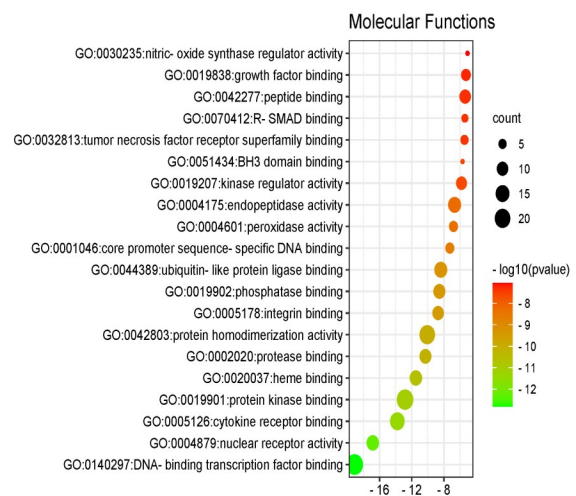 Molecular Functions
GO:0030235:nitric- oxide synthase regulator activity
GO:0019838:growth factor binding
GO:0042277:peptide binding
GO:0070412:R- SMAD binding
GO:0032813:tumor necrosis factor receptor superfamily binding
GO:0051434:BH3 domain binding
GO:0019207:kinase regulator activity
GO:0004175:endopeptidase activity
GO:0004601:peroxidase activity
GO:0001046:core promoter sequence- specific DNA binding
GO:0044389:ubiquitin- like protein ligase binding
GO:0019902:phosphatase binding
GO:0005178:integrin binding
GO:0042803:protein homodimerization activity
GO:0002020:protease binding
GO:0020037:heme binding
GO:0019901:protein kinase binding
GO:0005126:cytokine receptor binding
GO:0004879:nuclear receptor activity
GO:0140297:DNA- binding transcription factor binding
- 16 - 12 - 8
count
5
10
15
20
- log10(pvalue)
- 8
- 9
- 10
- 11
- 12